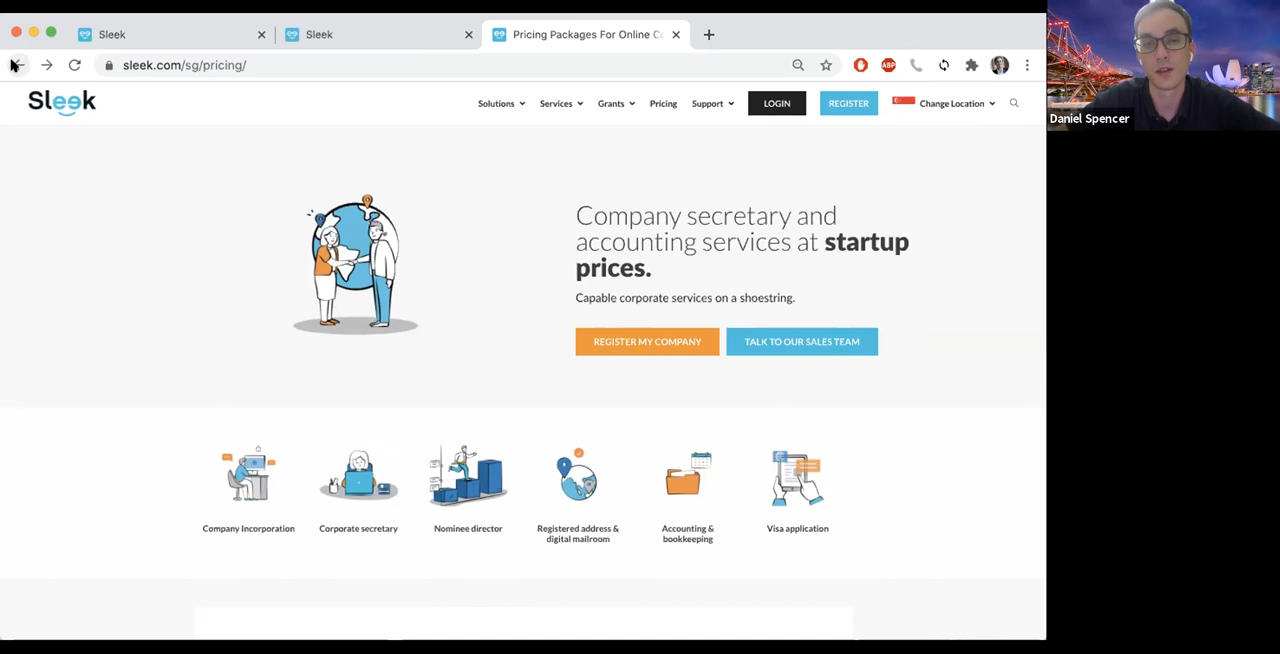 Sleek
Sleek
Pricing Packages For Online Co
sleek.com/sg/pricing/
ABP
Daniel Spencer
Sleek
Solutions
Services
Grants
Pricing
Support
LOGIN
REGISTER
Change Location
Company secretary and
accounting services at startup
prices.
Capable corporate services on a shoestring.
REGISTER MY COMPANY
TALK TO OUR SALES TEAM
Company Incorporation
Corporate secretary
Nominee director
Registered address &
digital mailroom
Accounting &
bookkeeping
Visa application